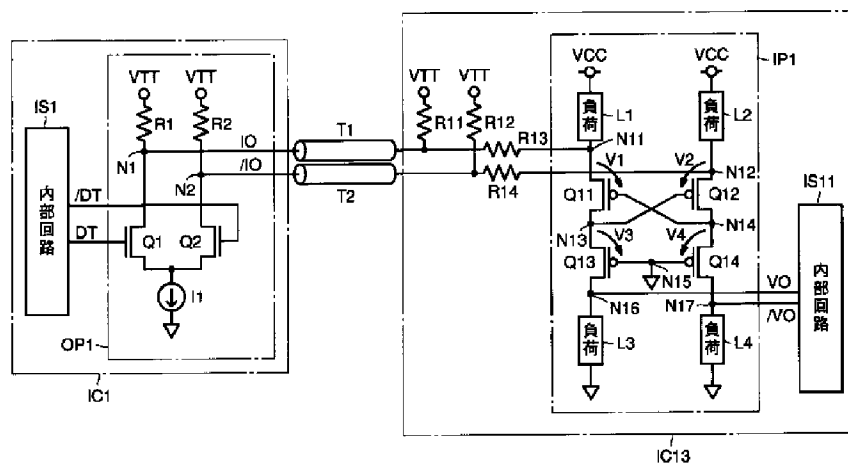 IS1
VTT
VTT
R1
R2
N1
IO
N2
/IO
T1
T2
内部回路
/DT
DT
Q1
Q2
I1
OP1
IC1
VTT
VTT
R11
R12
R13
R14
VCC
VCC
IP1
負荷
L1
負荷
L2
N11
N12
V1
V2
Q11
Q12
N13
N14
V3
V4
Q13
Q14
N15
N16
N17
VO
/VO
IS11
内部回路
負荷
L3
負荷
L4
IC13